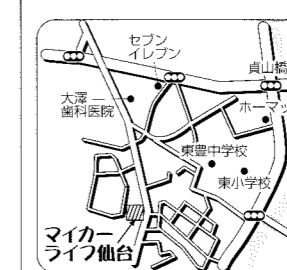 セブン
イレブン
貞山橋
大澤
歯科医院
ホーマッ
東豊中学校
東小学校
マイカー
ライフ仙台